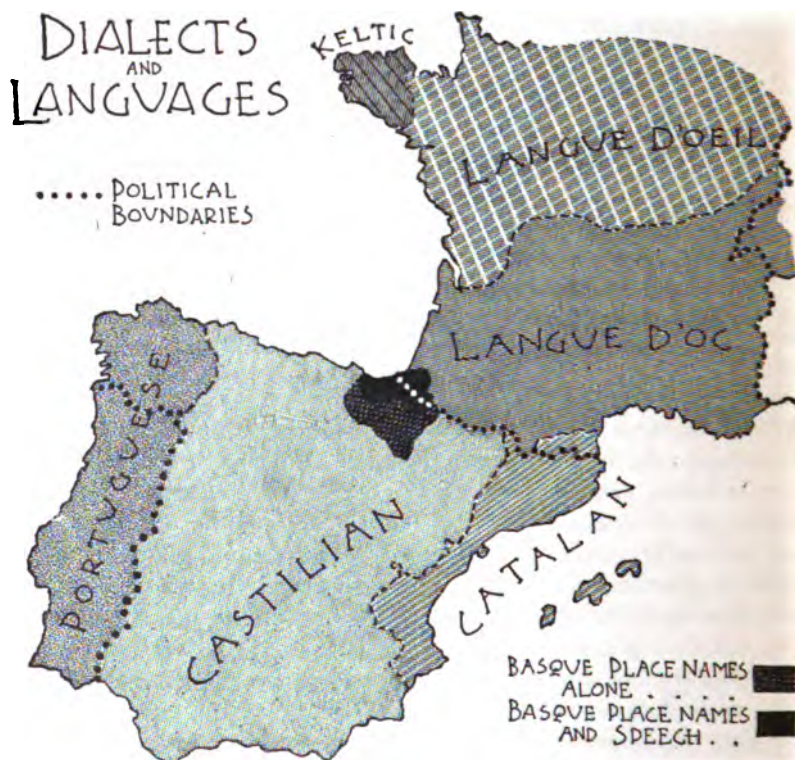 DIALECTS
AND
LANGUAGES
..... POLITICAL
BOUNDARIES
KELTIC
LANGUE D'OEIL
LANGUE D'OC
PORTUGUESE
CASTILIAN
CATALAN
BASQUE PLACE NAMES
ALONE . . . .
BASQUE PLACE NAMES
AND SPEECH . .